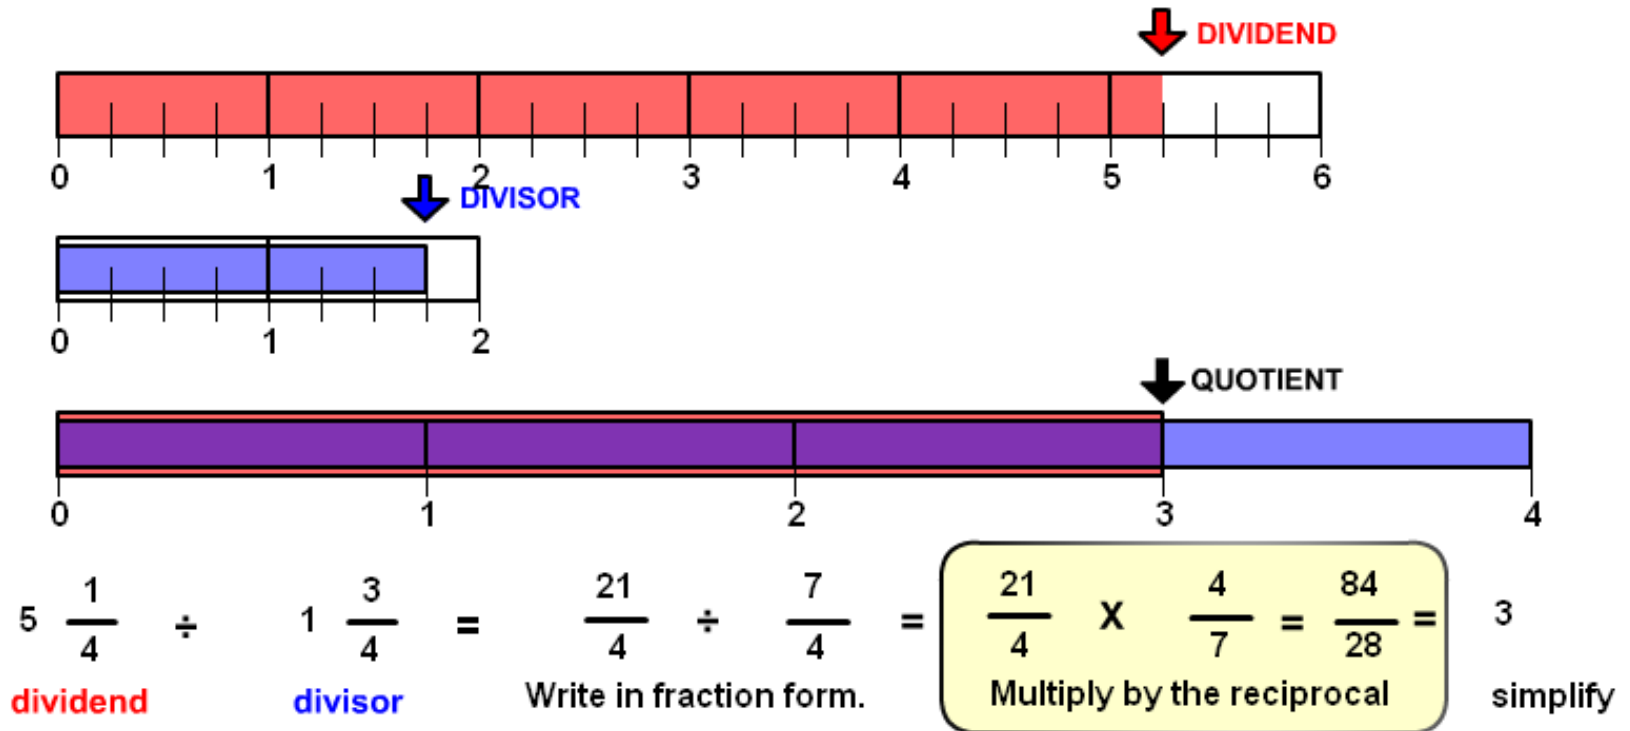 DIVIDEND
0 1 2 3 4 5 6
DIVISOR
0 1 2
QUOTIENT
0 1 2 3 4
5 1/4 ÷ 1 3/4 = 21/4 ÷ 7/4 = 21/4 X 4/7 = 84/28 = 3
dividend divisor Write in fraction form. Multiply by the reciprocal simplify